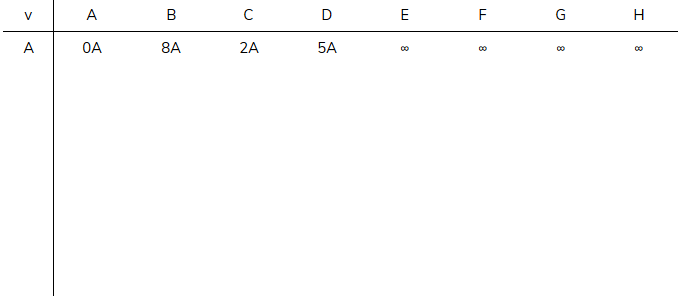 v A B C D E F G H
A 0A 8A 2A 5A ∞ ∞ ∞ ∞